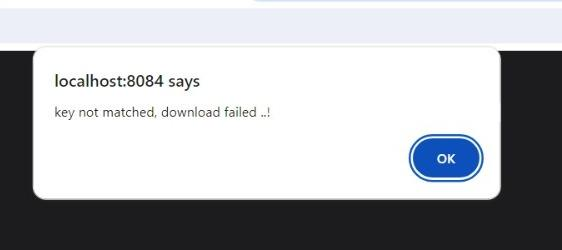 localhost:8084 says
key not matched, download failed ..!
OK